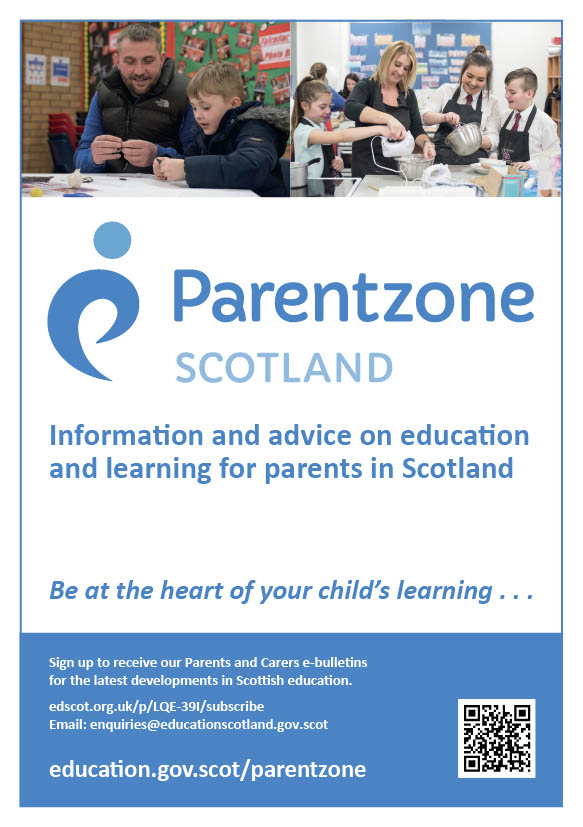 Parentzone
SCOTLAND
Information and advice on education
and learning for parents in Scotland
Be at the heart of your child's learning . . .
Sign up to receive our Parents and Carers e-bulletins
for the latest developments in Scottish education.
edscot.org.uk/p/LQE-39I/subscribe
Email: enquiries@educationscotland.gov.scot
education.gov.scot/parentzone